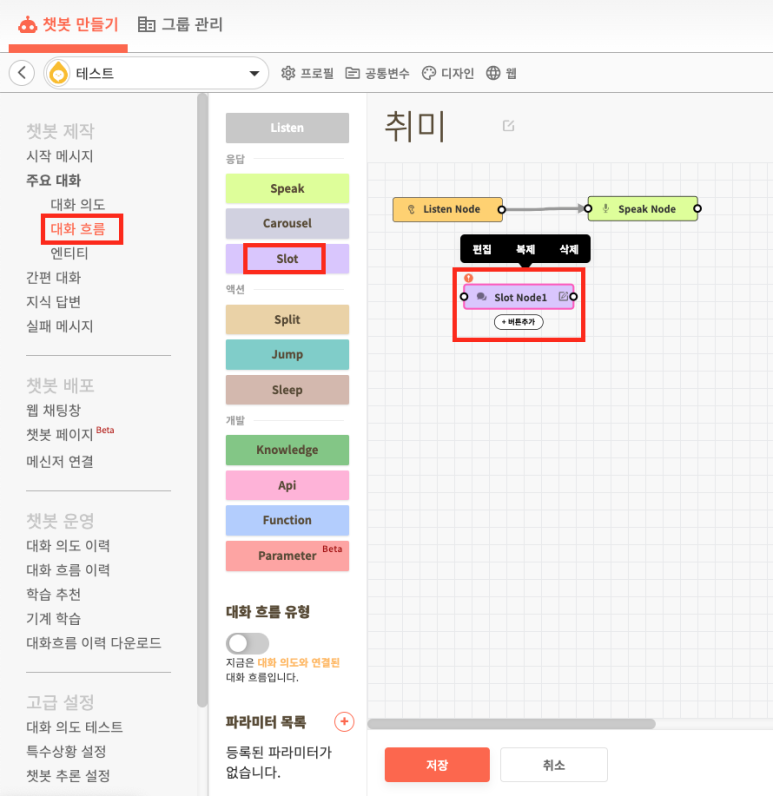 챗봇 만들기 그룹 관리
테스트 프로필 공통변수 디자인 웹
챗봇 제작
시작 메시지
주요 대화
대화 의도
대화 흐름
엔티티
간편 대화
지식 답변
실패 메시지
챗봇 배포
웹 채팅창
챗봇 페이지 Beta
메신저 연결
챗봇 운영
대화 의도 이력
대화 흐름 이력
학습 추천
기계 학습
대화흐름 이력 다운로드
고급 설정
대화 의도 테스트
특수상황 설정
챗봇 추론 설정
Listen
응답
Speak
Carousel
Slot
액션
Split
Jump
Sleep
개발
Knowledge
Api
Function
Parameter Beta
대화 흐름 유형
지금은 대화 의도와 연결된
대화 흐름입니다.
파라미터 목록
등록된 파라미터가
없습니다.
취미
Listen Node
Speak Node
편집 복제 삭제
Slot Node1
+ 버튼추가
저장 취소